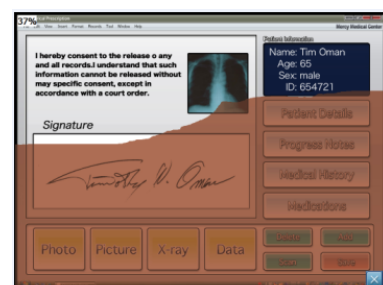 37%
Mercy Medical Center
Patient Information
Name: Tim Oman
Age: 65
Sex: male
ID: 654721
I hereby consent to the release o any
and all records.I understand that such
information cannot be released without
may specific consent, except in
accordance with a court order.
Signature
Timothy N. Oman
Patient Details
Progress Notes
Medical History
Medications
Photo
Picture
X-ray
Data